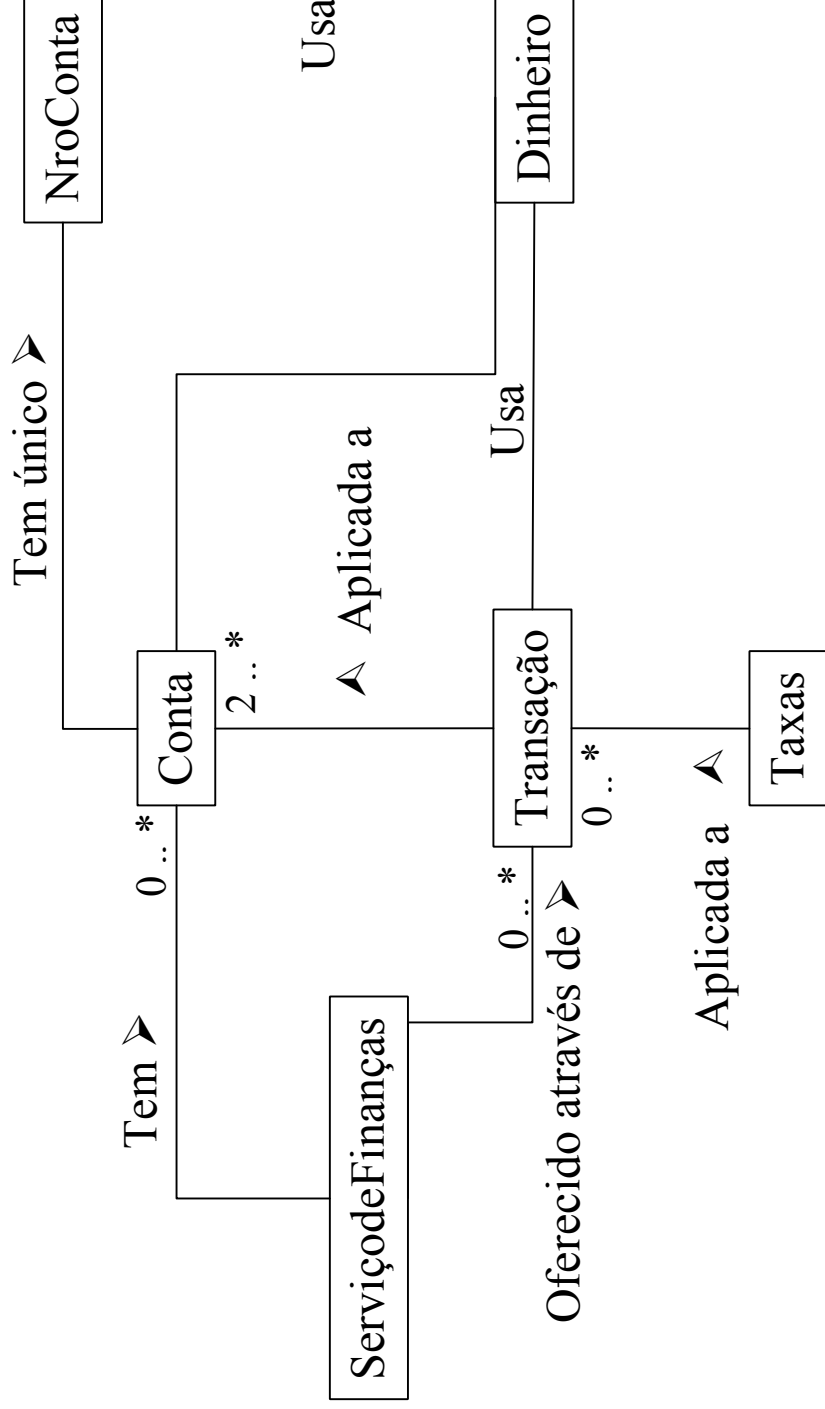 Tem único
NroConta
Tem
0 .. *
Conta
2 .. *
Usa
Aplicada a
ServiçodeFinanças
0 .. *
Transação
Usa
Dinheiro
Oferecido através de
0 .. *
Aplicada a
Taxas